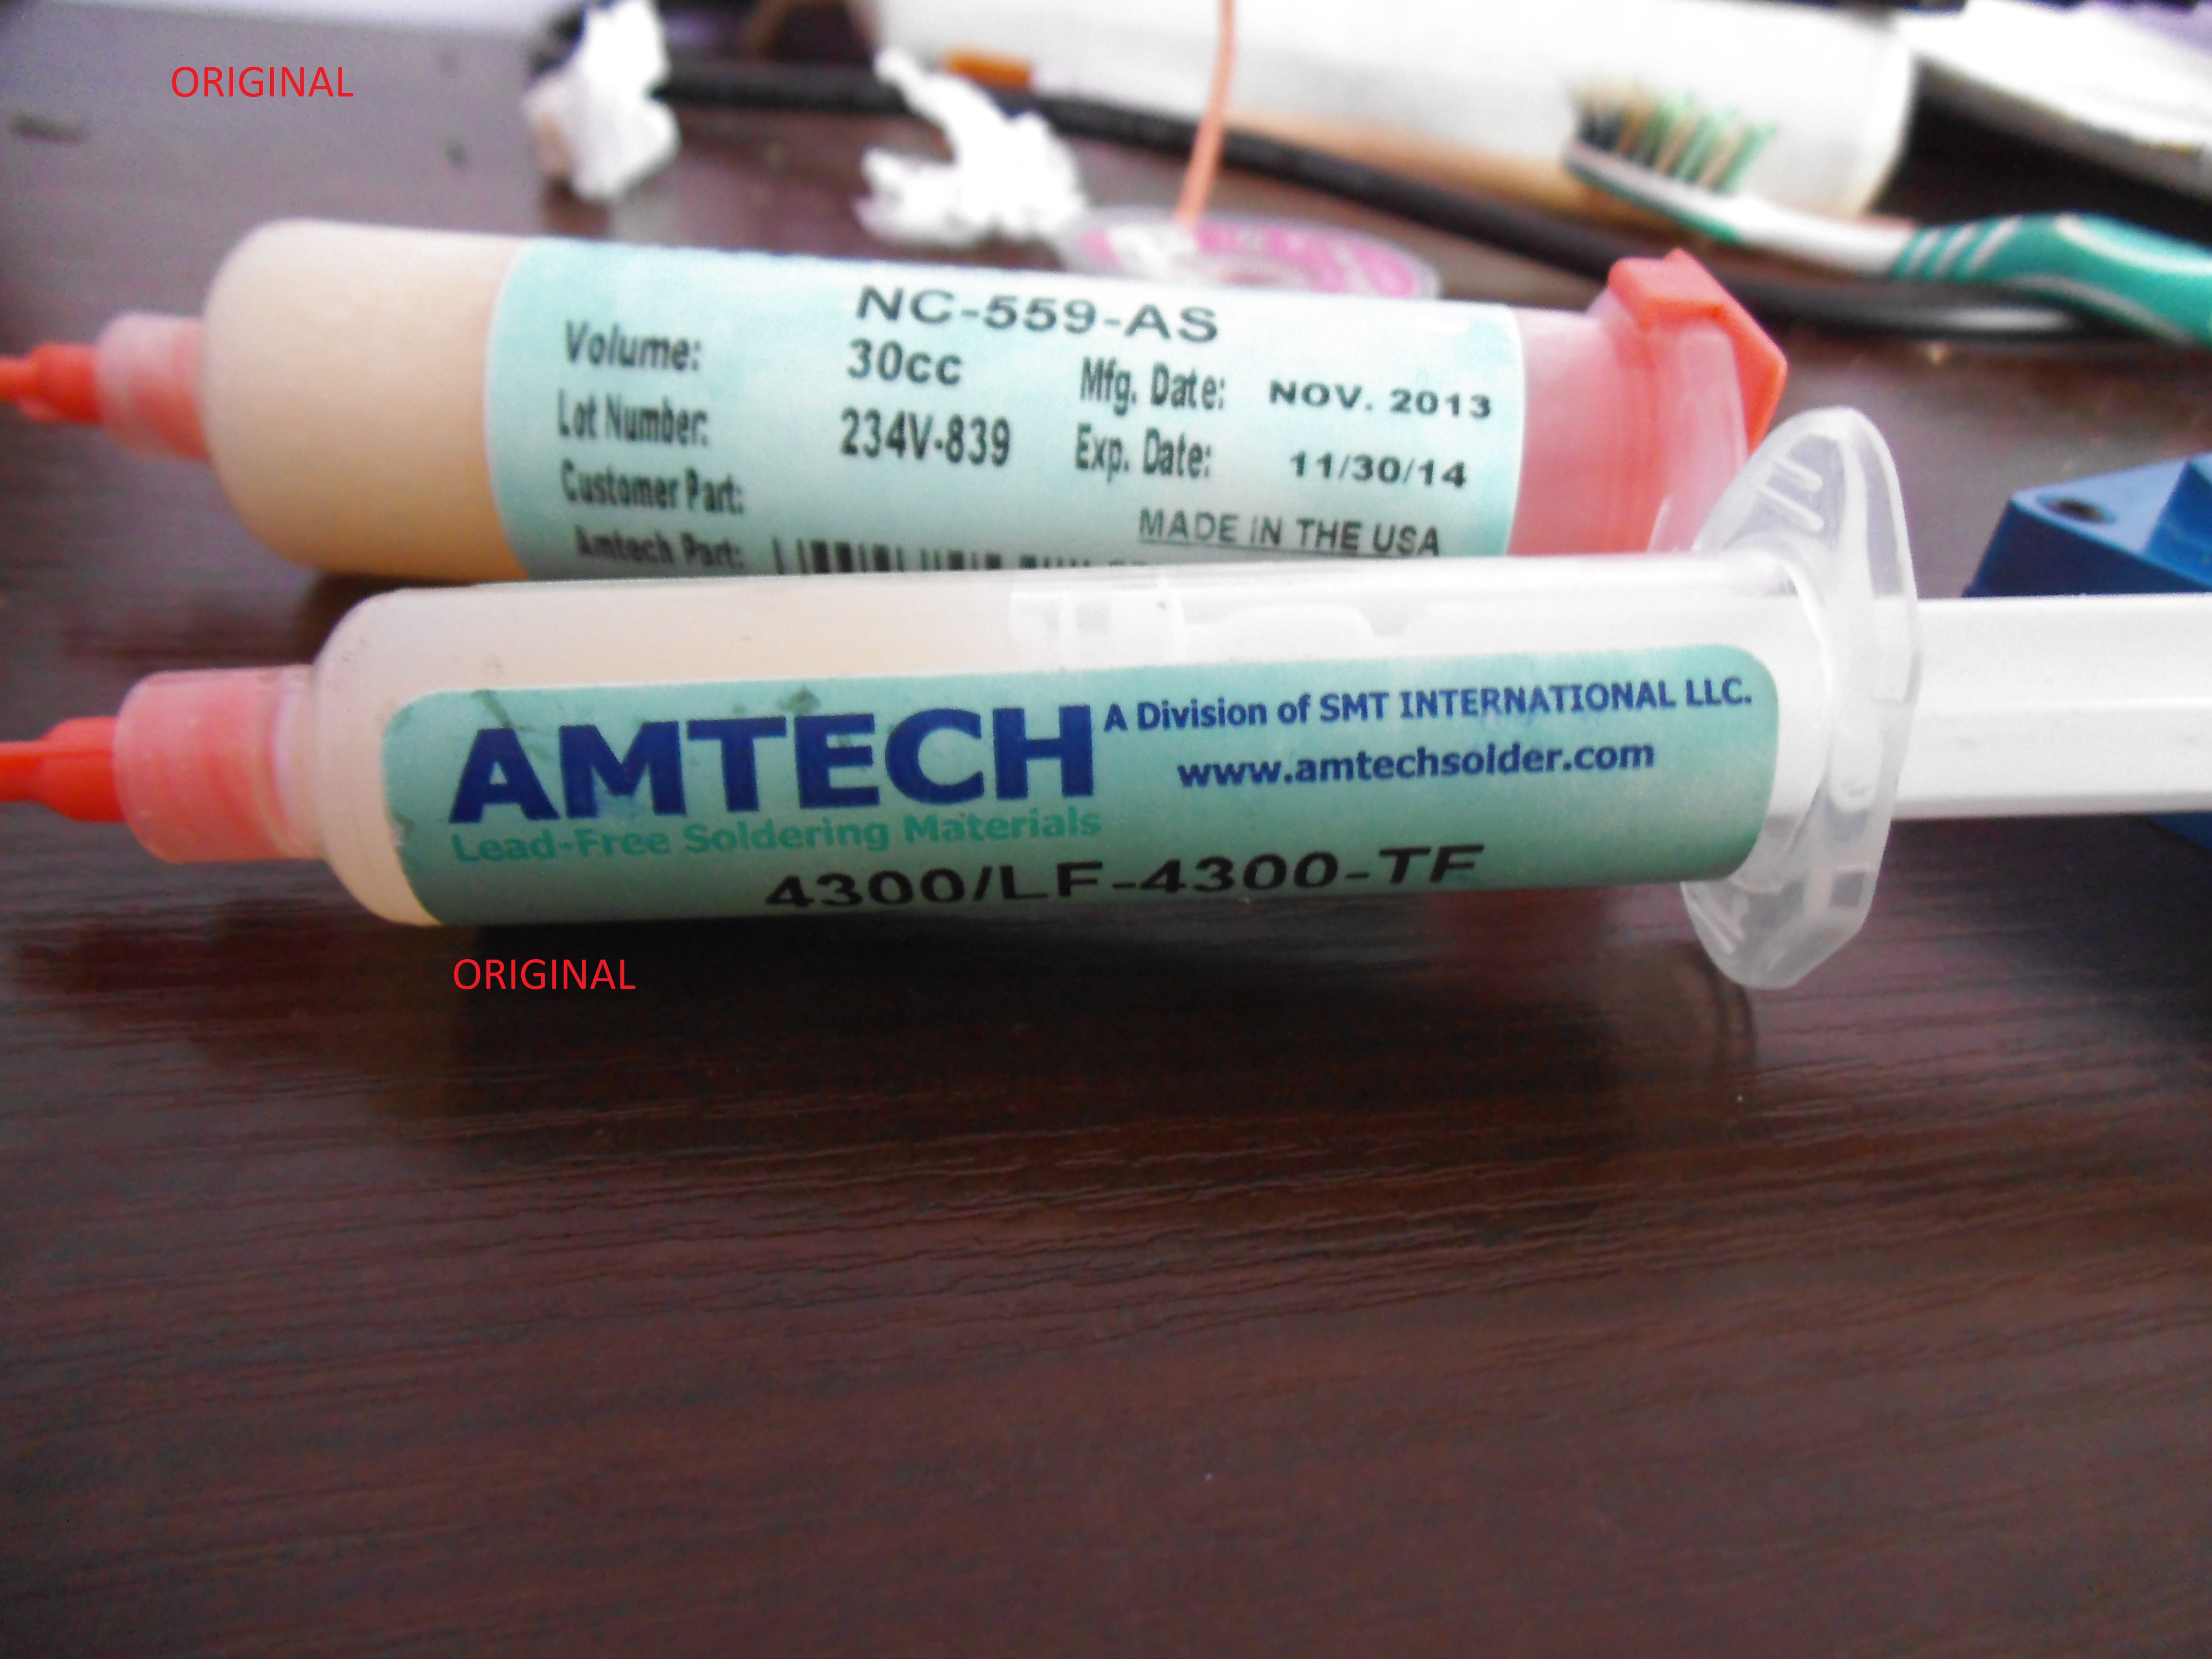 ORIGINAL
NC-559-AS
Volume: 30cc Mfg. Date: NOV. 2013
Lot Number: 234V-839 Exp. Date: 11/30/14
Customer Part:
MADE IN THE USA
Amtech Part:
AMTECH A Division of SMT INTERNATIONAL LLC.
www.amtechsolder.com
Lead-Free Soldering Materials
4300/LF-4300-TF
ORIGINAL